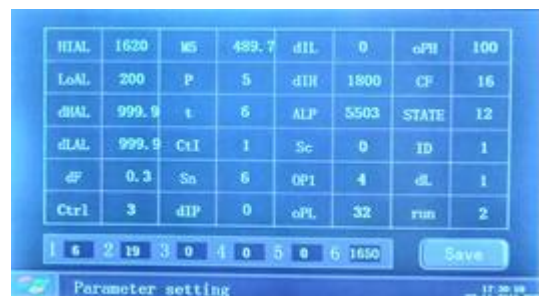 HIAL 1620 M5 489.7 dIL 0 oPH 100
LoAL 200 P 5 dIH 1800 CF 16
dHAL 999.9 t 6 ALP 5503 STATE 12
dLAL 999.9 CtI 1 Sc 0 ID 1
dF 0.3 Sn 6 OP1 4 dL 1
Ctrl 3 dIP 0 oPL 32 run 2
1 6 2 19 3 0 4 0 5 0 6 1650 Save
Parameter setting